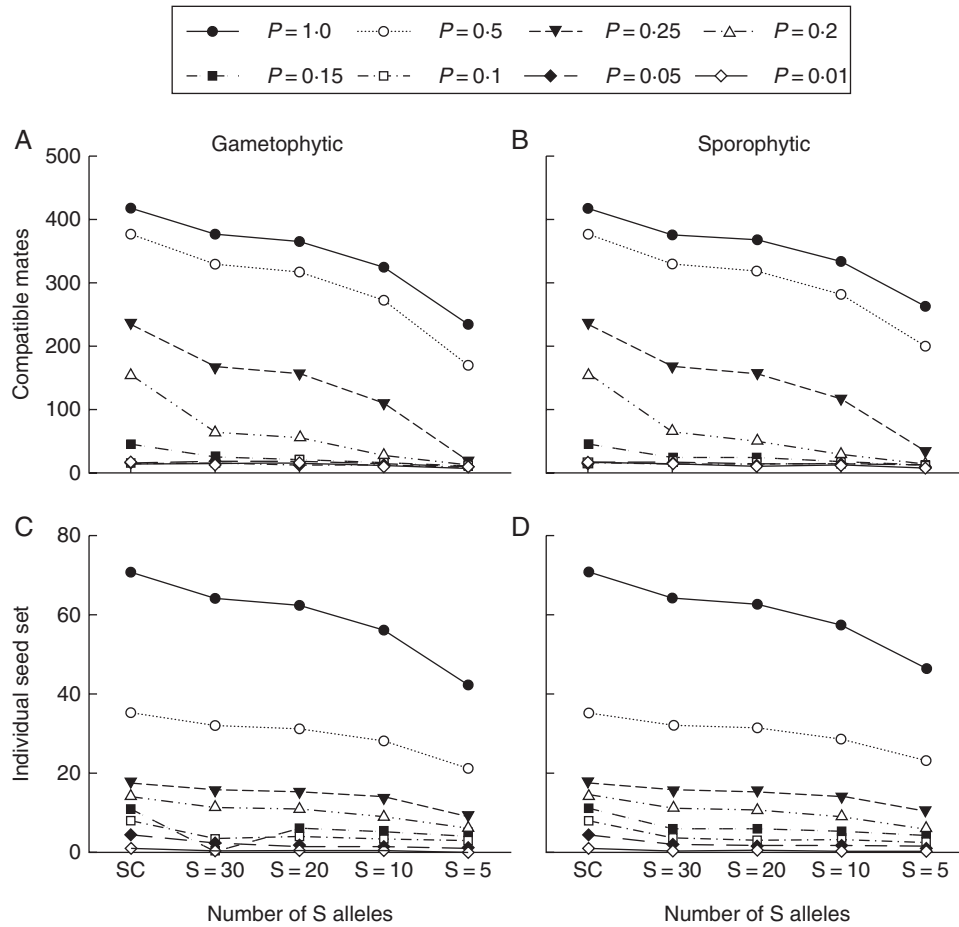 P = 1·0 P = 0·5 P = 0·25 P = 0·2
P = 0·15 P = 0·1 P = 0·05 P = 0·01
A Gametophytic
B Sporophytic
500
400
300
200
100
0
Compatible mates
C
D
80
60
40
20
0
Individual seed set
SC S = 30 S = 20 S = 10 S = 5
SC S = 30 S = 20 S = 10 S = 5
Number of S alleles
Number of S alleles